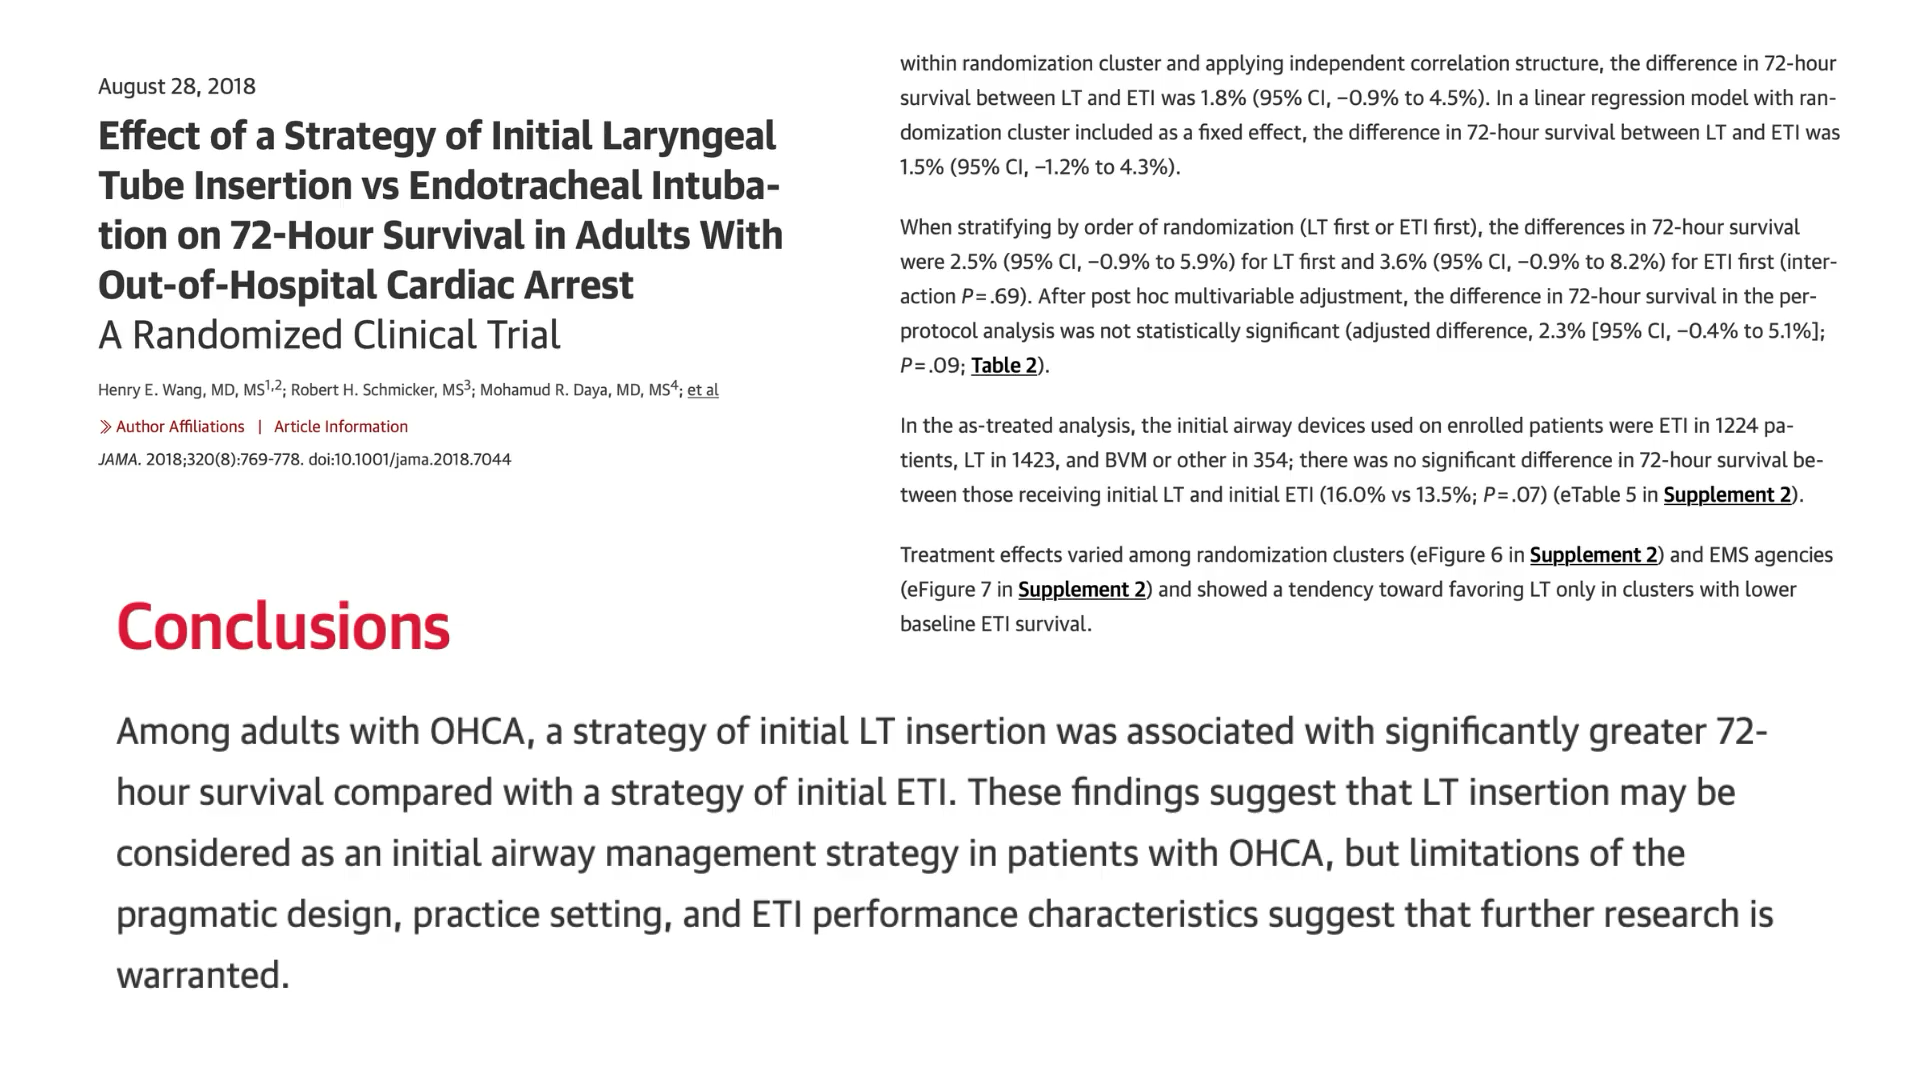 August 28, 2018
Effect of a Strategy of Initial Laryngeal
Tube Insertion vs Endotracheal Intuba-
tion on 72-Hour Survival in Adults With
Out-of-Hospital Cardiac Arrest
A Randomized Clinical Trial
Henry E. Wang, MD, MS1,2; Robert H. Schmicker, MS3; Mohamud R. Daya, MD, MS4; et al
» Author Affiliations | Article Information
JAMA. 2018;320(8):769-778. doi:10.1001/jama.2018.7044
within randomization cluster and applying independent correlation structure, the difference in 72-hour
survival between LT and ETI was 1.8% (95% CI, −0.9% to 4.5%). In a linear regression model with ran-
domization cluster included as a fixed effect, the difference in 72-hour survival between LT and ETI was
1.5% (95% CI, −1.2% to 4.3%).
When stratifying by order of randomization (LT first or ETI first), the differences in 72-hour survival
were 2.5% (95% CI, −0.9% to 5.9%) for LT first and 3.6% (95% CI, −0.9% to 8.2%) for ETI first (inter-
action P = .69). After post hoc multivariable adjustment, the difference in 72-hour survival in the per-
protocol analysis was not statistically significant (adjusted difference, 2.3% [95% CI, −0.4% to 5.1%];
P = .09; Table 2).
In the as-treated analysis, the initial airway devices used on enrolled patients were ETI in 1224 pa-
tients, LT in 1423, and BVM or other in 354; there was no significant difference in 72-hour survival be-
tween those receiving initial LT and initial ETI (16.0% vs 13.5%; P = .07) (eTable 5 in Supplement 2).
Treatment effects varied among randomization clusters (eFigure 6 in Supplement 2) and EMS agencies
(eFigure 7 in Supplement 2) and showed a tendency toward favoring LT only in clusters with lower
baseline ETI survival.
Conclusions
Among adults with OHCA, a strategy of initial LT insertion was associated with significantly greater 72-
hour survival compared with a strategy of initial ETI. These findings suggest that LT insertion may be
considered as an initial airway management strategy in patients with OHCA, but limitations of the
pragmatic design, practice setting, and ETI performance characteristics suggest that further research is
warranted.